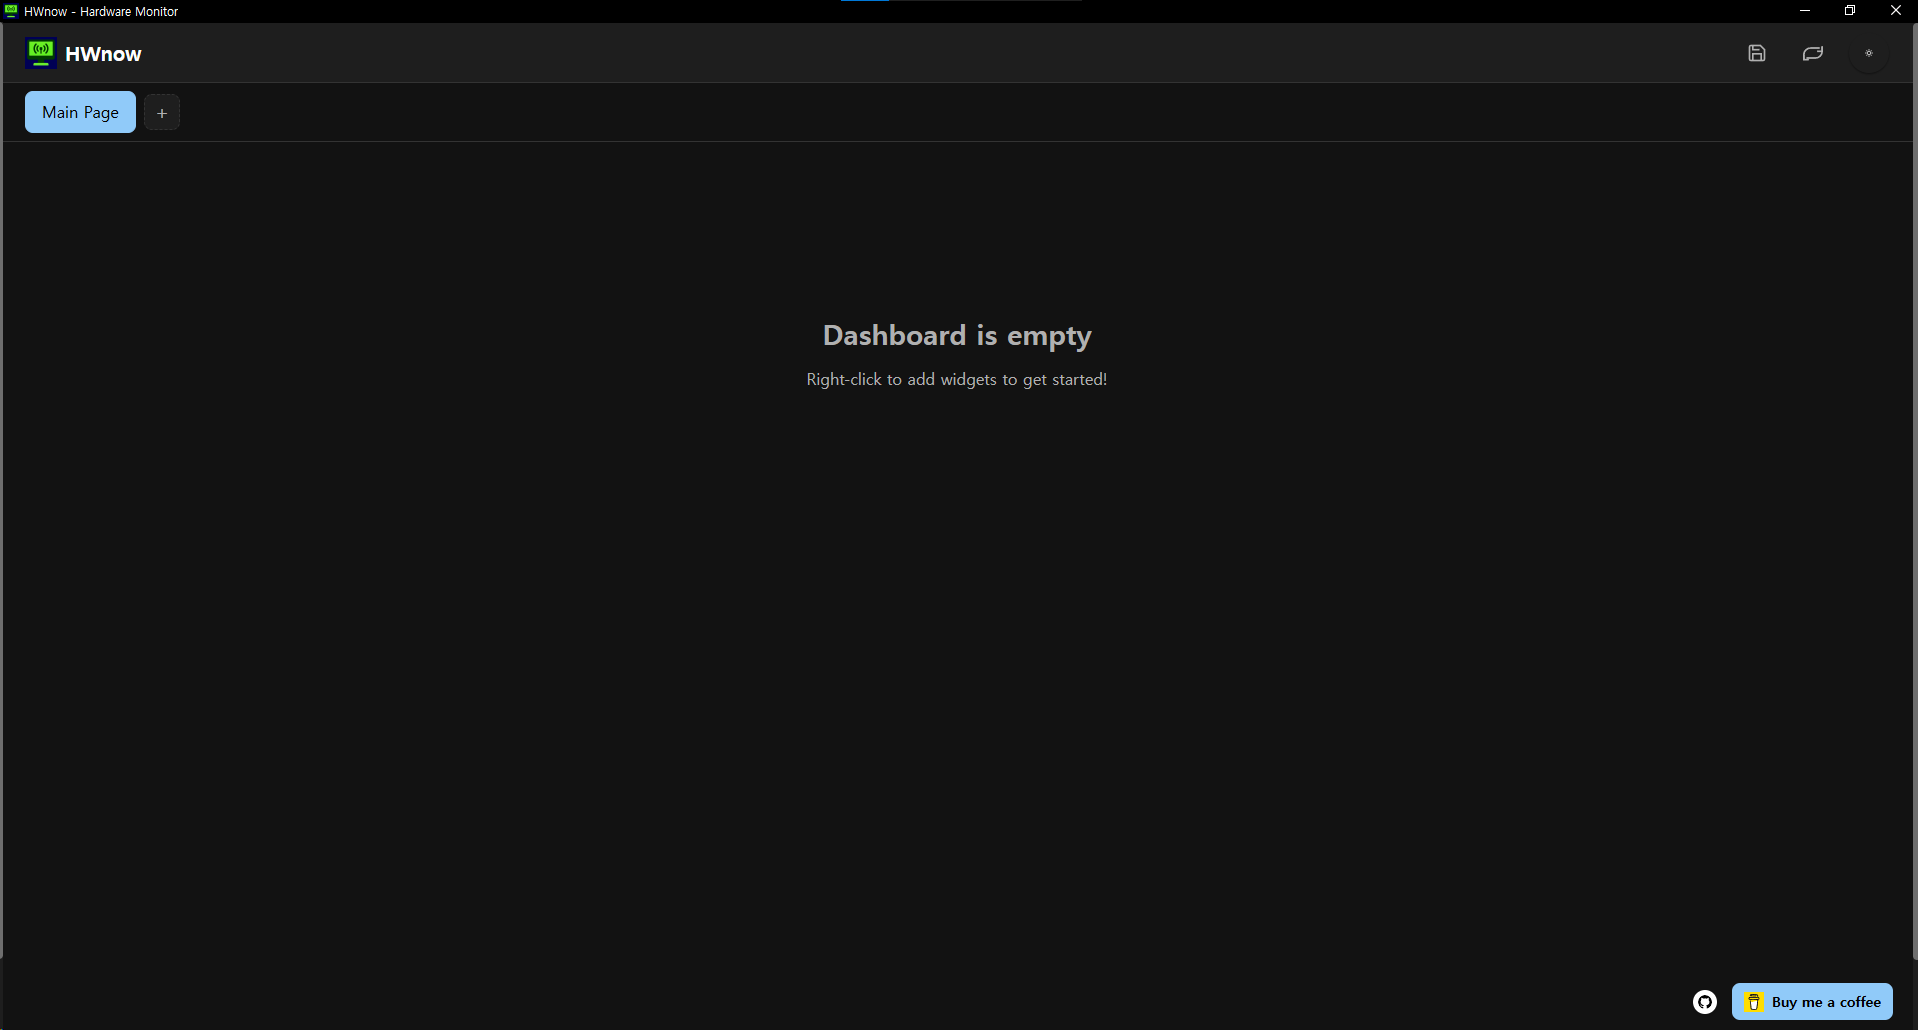 HWnow - Hardware Monitor
HWnow
Main Page
+
Dashboard is empty
Right-click to add widgets to get started!
Buy me a coffee